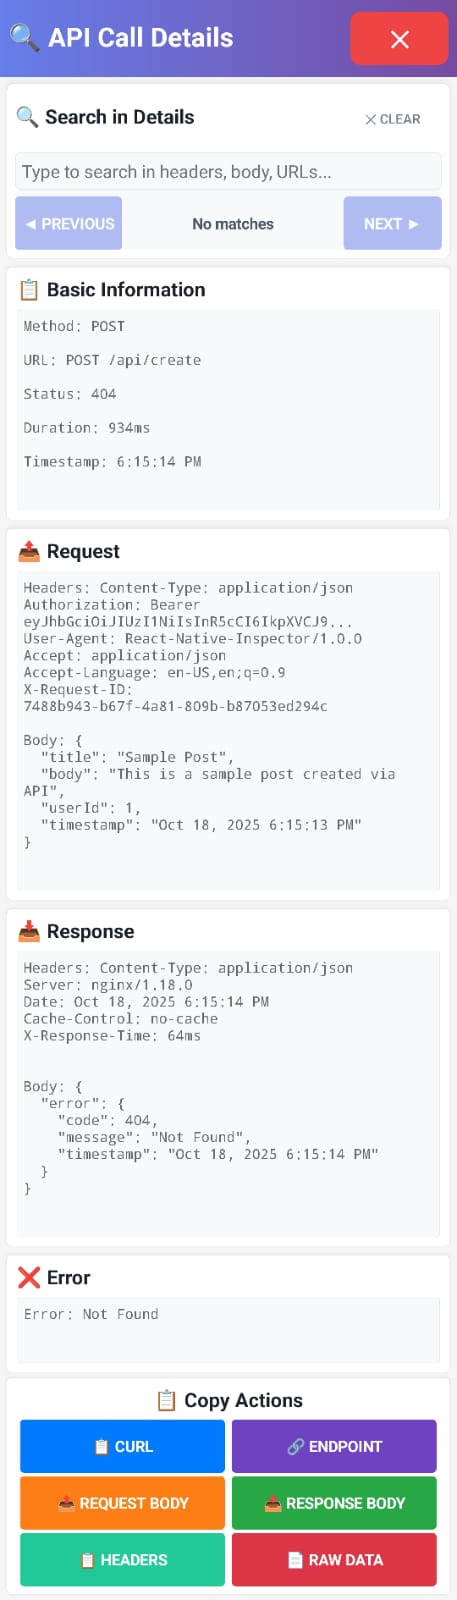 🔍 API Call Details
🔍 Search in Details
CLEAR
Type to search in headers, body, URLs...
◄ PREVIOUS
No matches
NEXT ►
📋 Basic Information
Method: POST
URL: POST /api/create
Status: 404
Duration: 934ms
Timestamp: 6:15:14 PM
📤 Request
Headers: Content-Type: application/json
Authorization: Bearer
eyJhbGciOiJIUzI1NiIsInR5cCI6IkpXVCJ9...
User-Agent: React-Native-Inspector/1.0.0
Accept: application/json
Accept-Language: en-US,en;q=0.9
X-Request-ID:
7488b943-b67f-4a81-809b-b87053ed294c
Body: {
"title": "Sample Post",
"body": "This is a sample post created via
API",
"userId": 1,
"timestamp": "Oct 18, 2025 6:15:13 PM"
}
📥 Response
Headers: Content-Type: application/json
Server: nginx/1.18.0
Date: Oct 18, 2025 6:15:14 PM
Cache-Control: no-cache
X-Response-Time: 64ms
Body: {
"error": {
"code": 404,
"message": "Not Found",
"timestamp": "Oct 18, 2025 6:15:14 PM"
}
}
❌ Error
Error: Not Found
📋 Copy Actions
📋 CURL
🔗 ENDPOINT
📤 REQUEST BODY
📥 RESPONSE BODY
📋 HEADERS
📄 RAW DATA